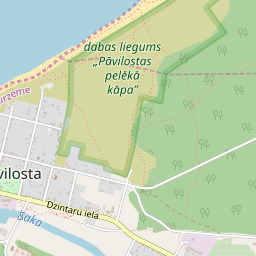 dabas liegums
„Pāvilostas
pelēkā
kāpa”
urzeme
vilosta
Dzintaru iela
Saka